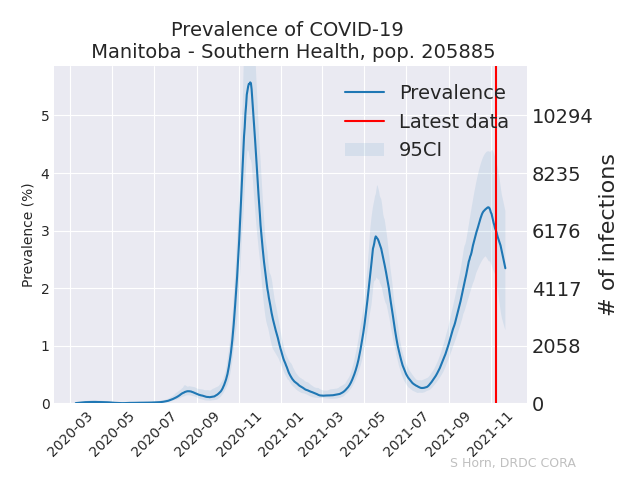 Prevalence of COVID-19
Manitoba - Southern Health, pop. 205885
Prevalence
Latest data
95CI
Prevalence (%)
5
4
3
2
1
0
10294
8235
6176
4117
2058
0
# of infections
2020-03
2020-05
2020-07
2020-09
2020-11
2021-01
2021-03
2021-05
2021-07
2021-09
2021-11
S Horn, DRDC CORA